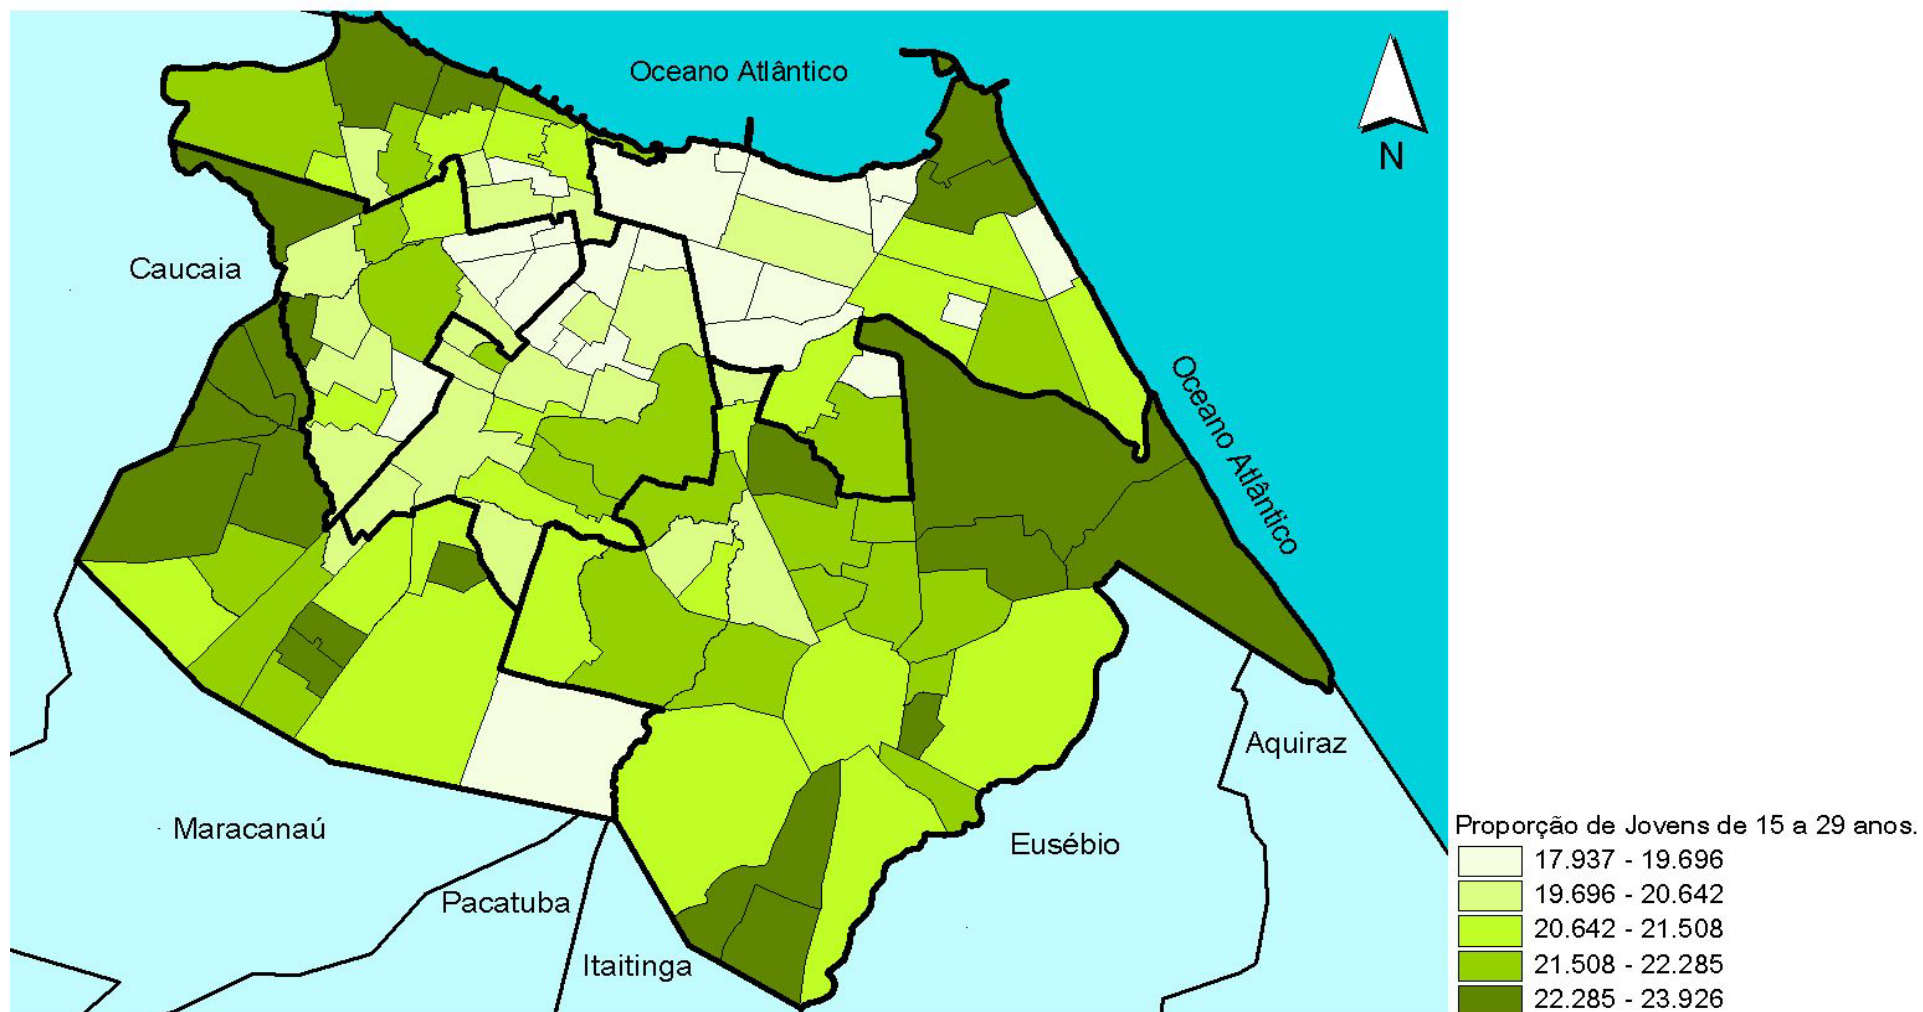 Oceano Atlântico
N
Caucaia
Oceano Atlântico
Aquiraz
Maracanaú
Eusébio
Pacatuba
Itaitinga
Proporção de Jovens de 15 a 29 anos.
17.937 - 19.696
19.696 - 20.642
20.642 - 21.508
21.508 - 22.285
22.285 - 23.926